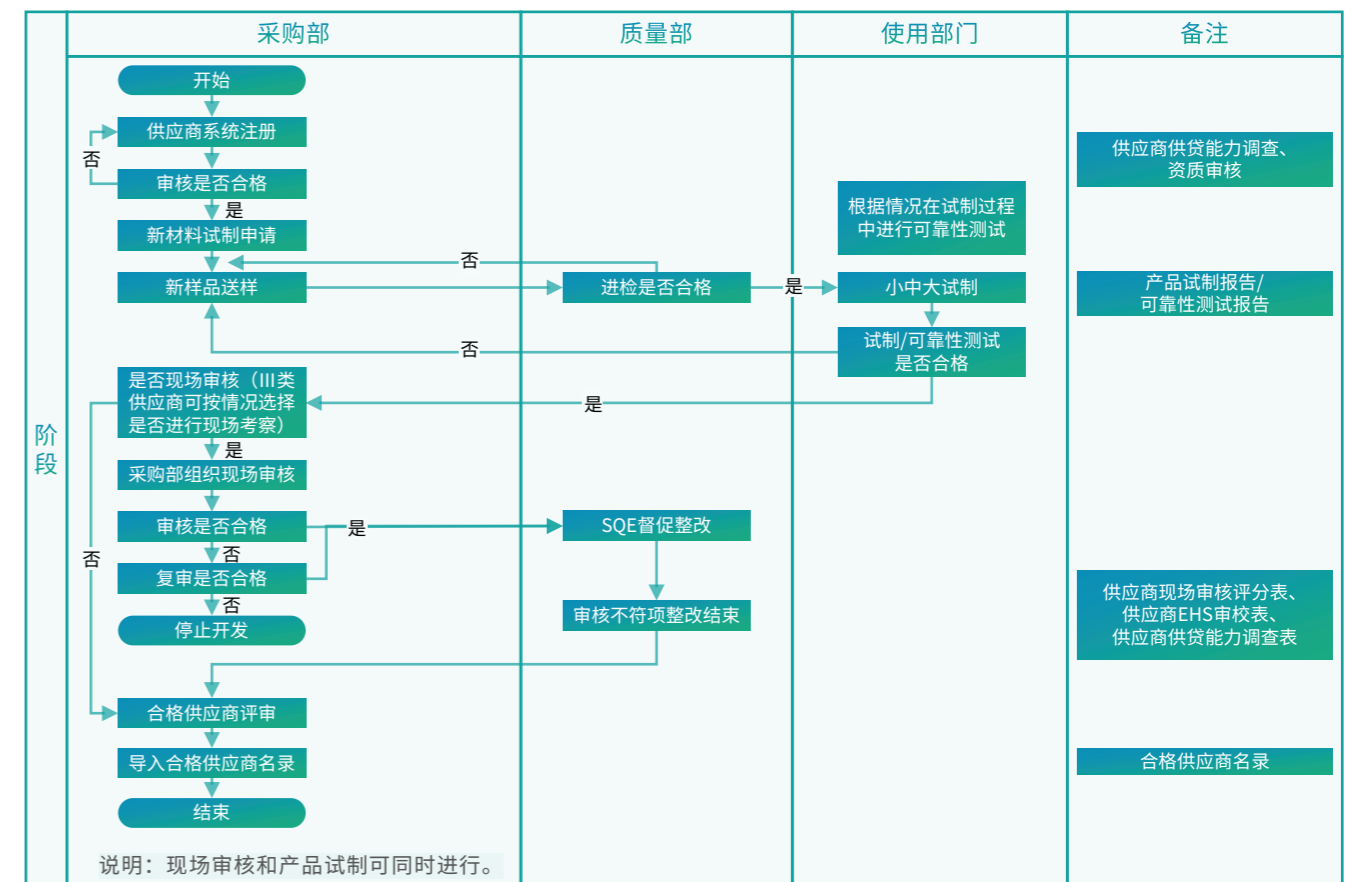 采购部
质量部
使用部门
备注
阶
段
开始
供应商系统注册
否
审核是否合格
是
新材料试制申请
否
新样品送样
进检是否合格
是
小中大试制
根据情况在试制过程
中进行可靠性测试
试制/可靠性测试
是否合格
否
是
是否现场审核（III类
供应商可按情况选择
是否进行现场考察）
是
采购部组织现场审核
审核是否合格
是
否
否
复审是否合格
否
停止开发
SQE督促整改
审核不符项整改结束
合格供应商评审
导入合格供应商名录
结束
供应商供贷能力调查、
资质审核
产品试制报告/
可靠性测试报告
供应商现场审核评分表、
供应商EHS审校表、
供应商供贷能力调查表
合格供应商名录
说明：现场审核和产品试制可同时进行。